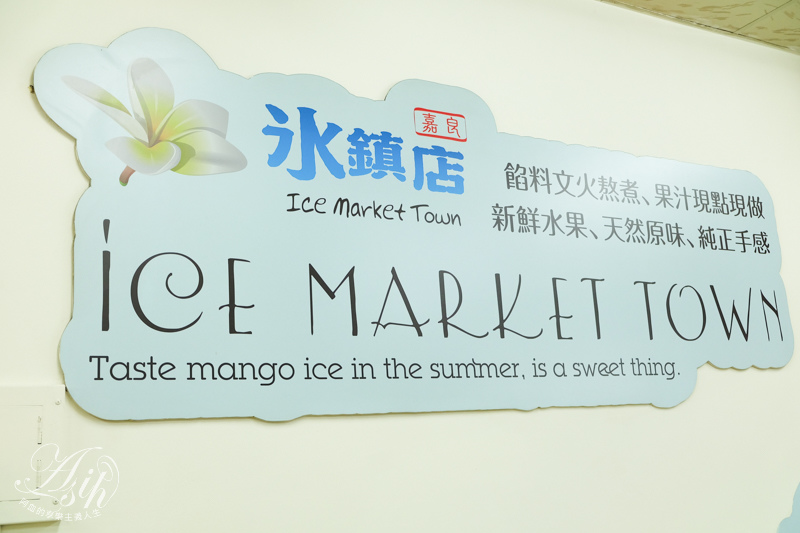 嘉良
氷鎮店
Ice Market Town
餡料文火熬煮、果汁現點現做
新鮮水果、天然原味、純正手感
iCE MARKET TOWN
Taste mango ice in the summer, is a sweet thing.
Asih